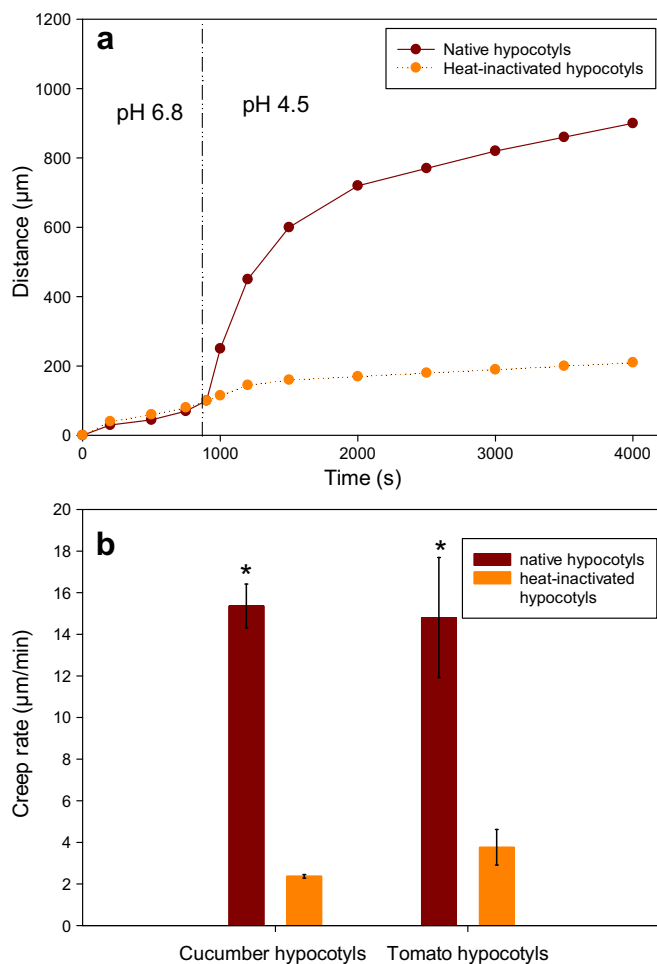 a
Native hypocotyls
Heat-inactivated hypocotyls
pH 6.8
pH 4.5
Distance (µm)
1200
1000
800
600
400
200
0
0 1000 2000 3000 4000
Time (s)
b
native hypocotyls
heat-inactivated
hypocotyls
*
*
Creep rate (µm/min)
20
18
16
14
12
10
8
6
4
2
0
Cucumber hypocotyls Tomato hypocotyls